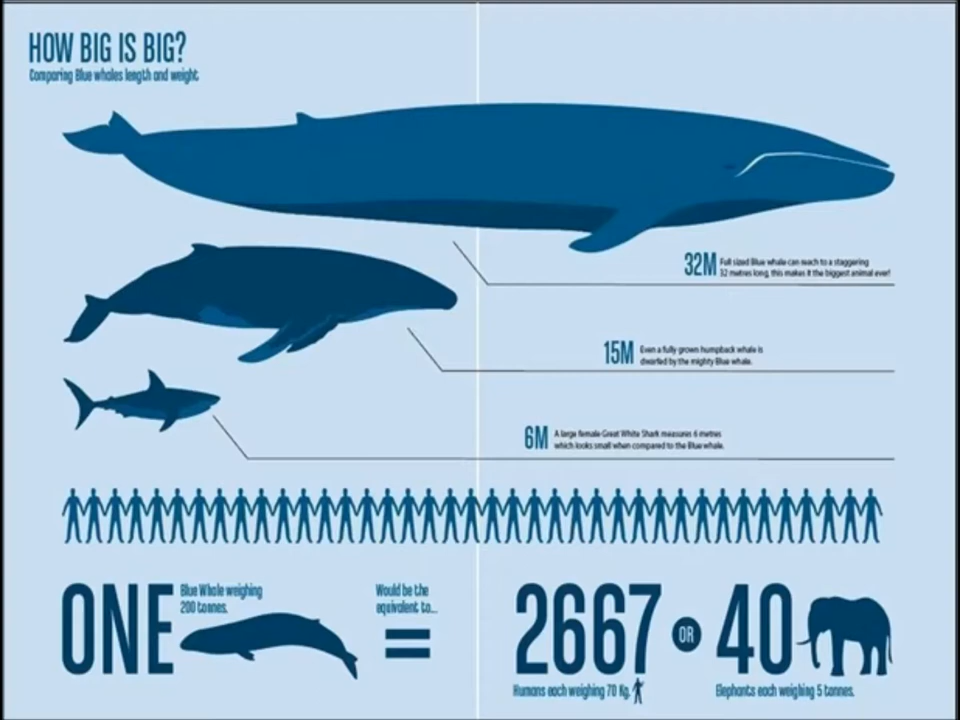 HOW BIG IS BIG?
Comparing Blue whales length and weight
32M Full sized Blue whale can reach to a staggering
32 metres long, this makes it the biggest animal ever!
15M Even a fully grown humpback whale is
dwarfed by the mighty Blue whale.
6M A large female Great White Shark measures 6 metres
which looks small when compared to the Blue whale.
ONE Blue Whale weighing
200 tonnes.
Would be the
equivalent to...
=
2667 OR 40
Humans each weighing 70 Kg.
Elephants each weighing 5 tonnes.